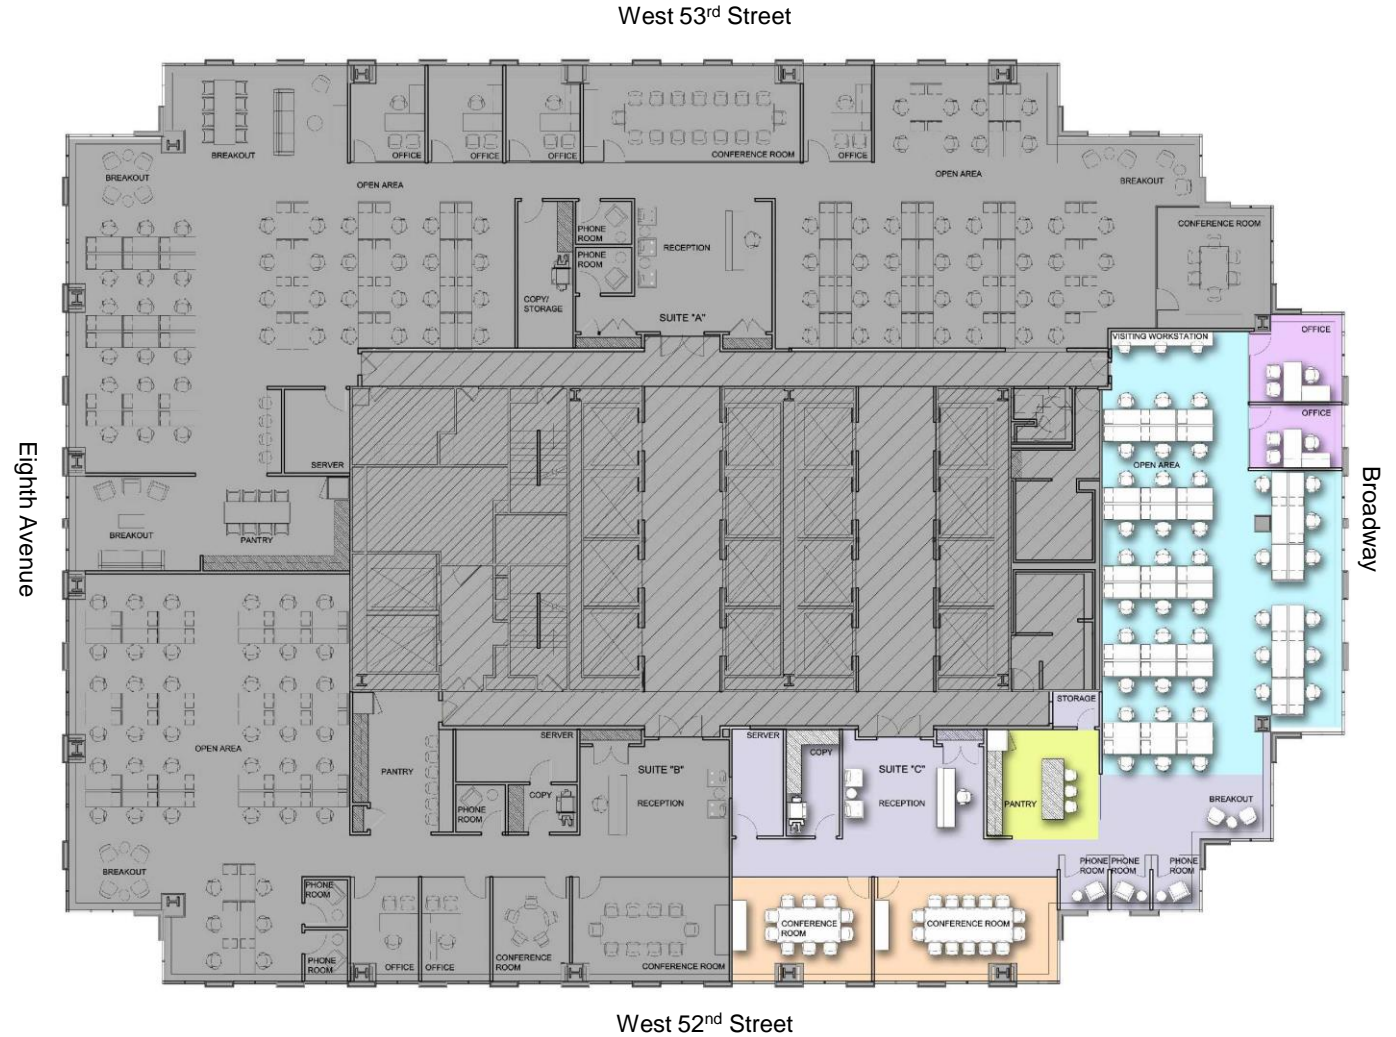 West 53rd Street
BREAKOUT
OFFICE
OFFICE
OFFICE
CONFERENCE ROOM
OFFICE
BREAKOUT
OPEN AREA
OPEN AREA
BREAKOUT
CONFERENCE ROOM
PHONE
ROOM
RECEPTION
PHONE
ROOM
COPY/
STORAGE
SUITE "A"
OFFICE
VISITING WORKSTATION
OFFICE
OPEN AREA
SERVER
Eighth Avenue
Broadway
BREAKOUT
PANTRY
STORAGE
OPEN AREA
SERVER
SERVER
COPY
PANTRY
SUITE "B"
SUITE "C"
COPY
PHONE
ROOM
RECEPTION
RECEPTION
PANTRY
BREAKOUT
BREAKOUT
PHONE
ROOM
PHONE
ROOM
PHONE
ROOM
PHONE
ROOM
PHONE
ROOM
OFFICE
OFFICE
CONFERENCE
ROOM
CONFERENCE ROOM
CONFERENCE
ROOM
CONFERENCE ROOM
West 52nd Street